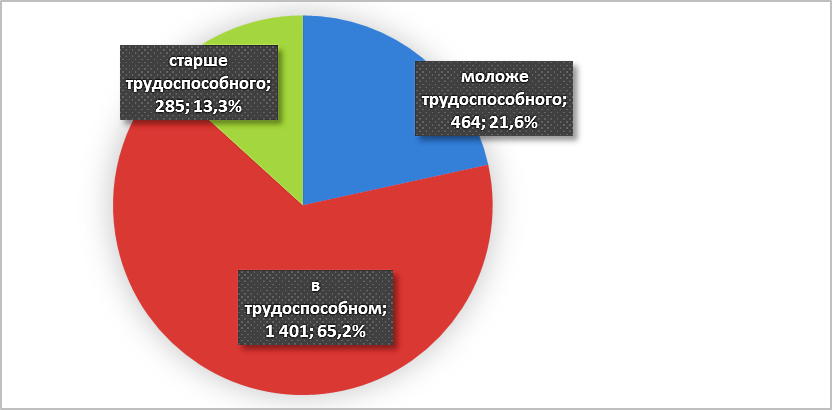 старше
трудоспособного;
285; 13,3%
моложе
трудоспособного;
464; 21,6%
в
трудоспособном;
1 401; 65,2%